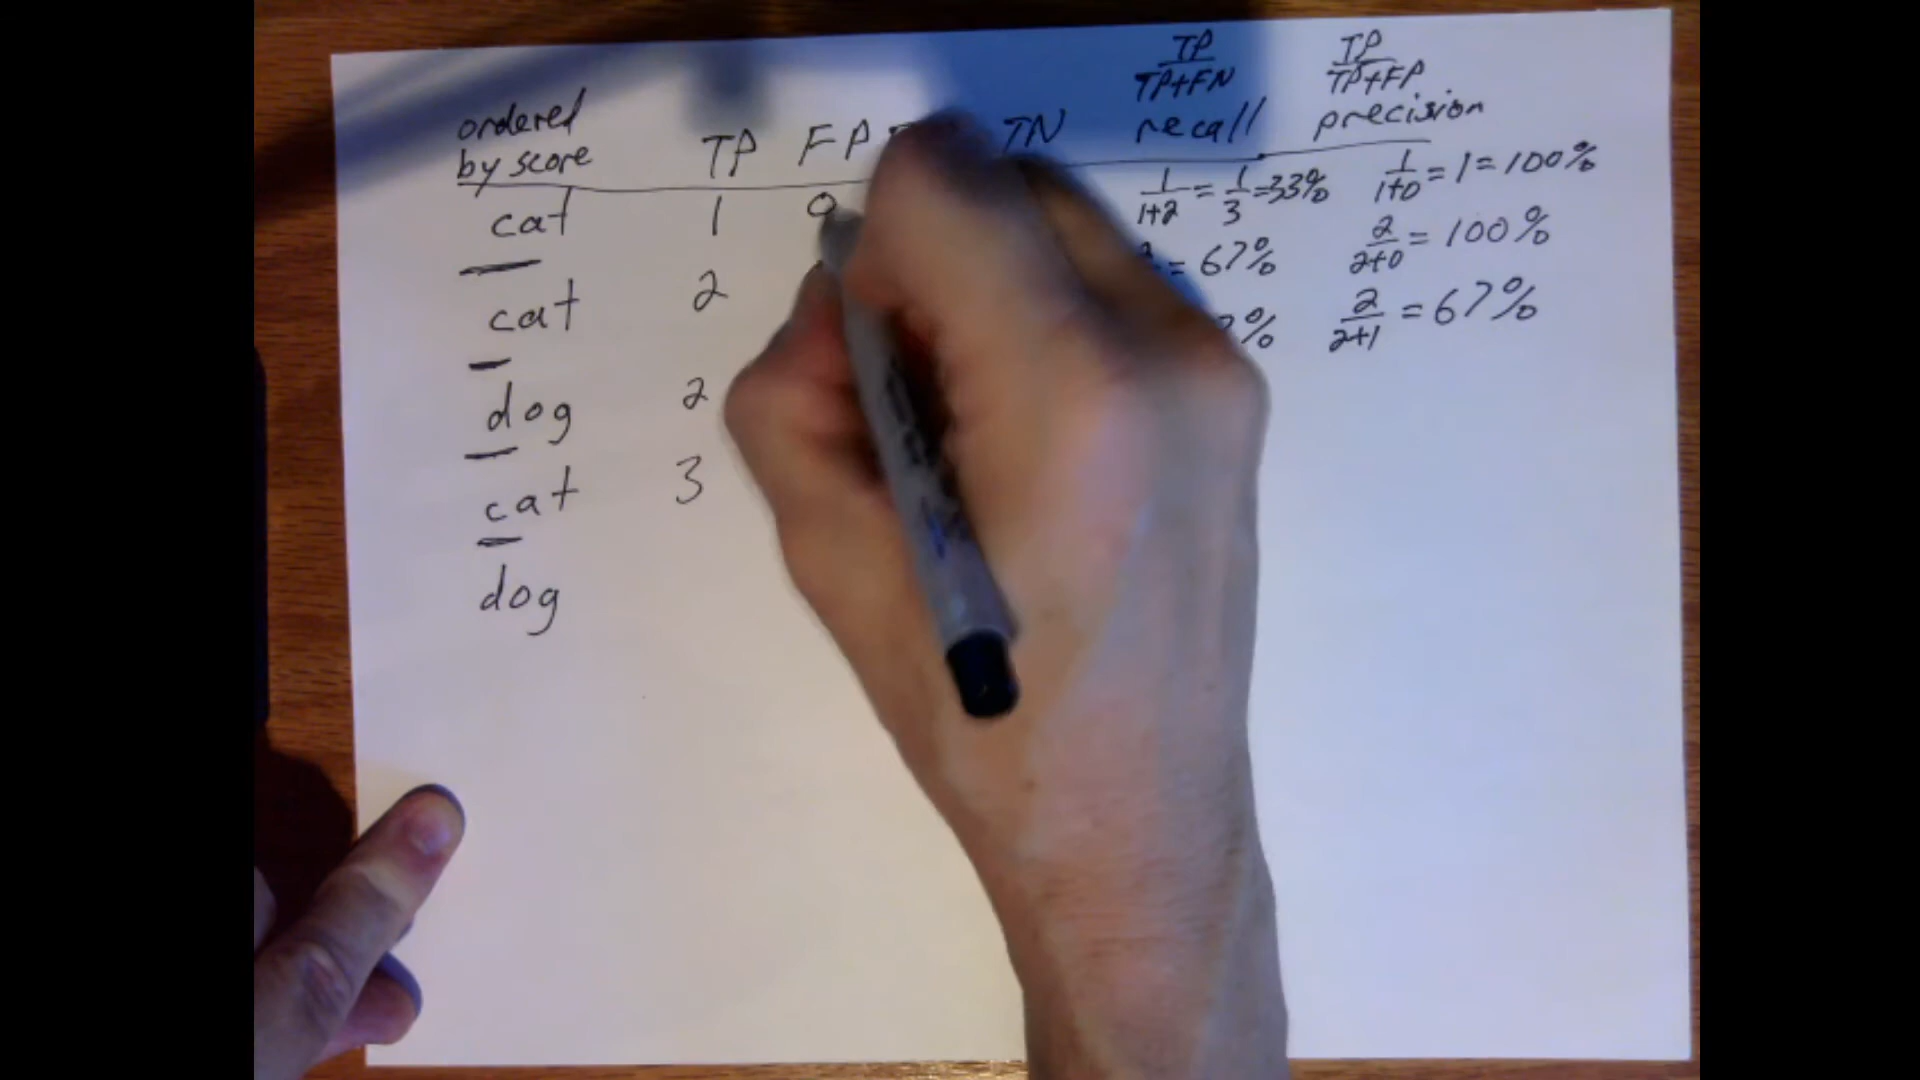 TP TP
TP+FN TP+FP
ordered
by score TP FP TN recall precision
cat 1 0 1/1+2 = 1/3 = 33% 1/1+0 = 1 = 100%
cat 2 = 67% 2/2+0 = 100%
dog 2 % 2/2+1 = 67%
cat 3
dog